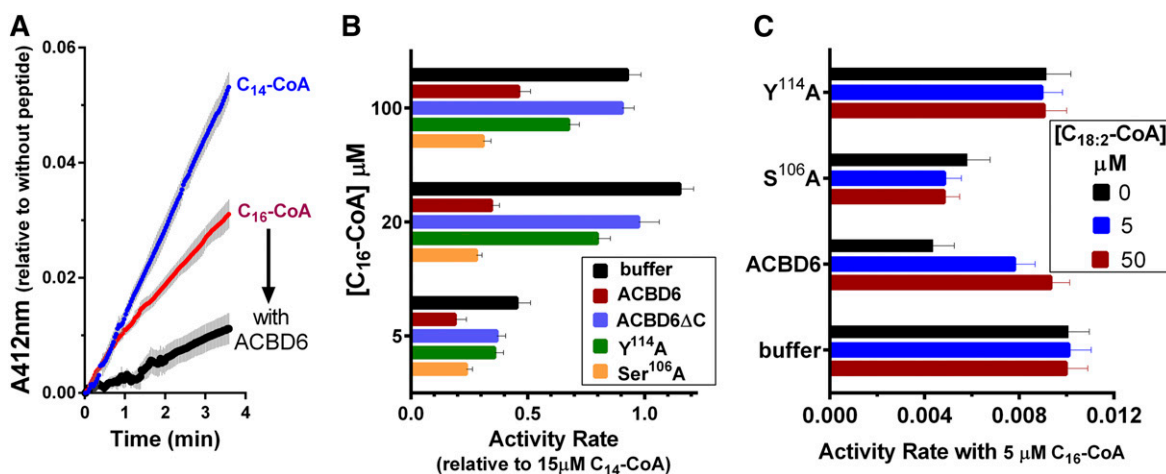 A
A412nm (relative to without peptide)
0.06
0.04
0.02
0.00
C₁₄-CoA
C₁₆-CoA
with
ACBD6
0 1 2 3 4
Time (min)
B
[C₁₆-CoA] μM
100
20
5
buffer
ACBD6
ACBD6ΔC
Y¹¹⁴A
Ser¹⁰⁶A
0.0 0.5 1.0
Activity Rate
(relative to 15μM C₁₄-CoA)
C
Y¹¹⁴A
S¹⁰⁶A
ACBD6
buffer
[C₁₈:₂-CoA]
μM
0
5
50
0.000 0.004 0.008 0.012
Activity Rate with 5 μM C₁₆-CoA